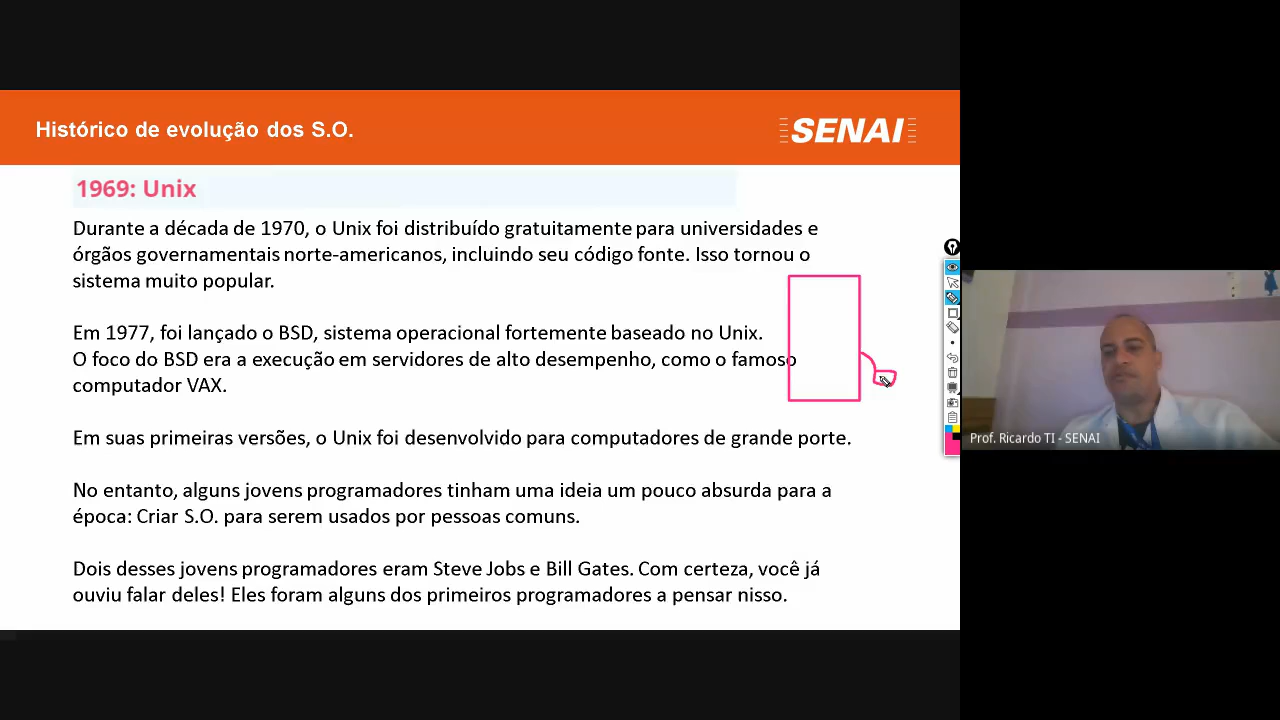 Histórico de evolução dos S.O.
SENAI
1969: Unix
Durante a década de 1970, o Unix foi distribuído gratuitamente para universidades e
órgãos governamentais norte-americanos, incluindo seu código fonte. Isso tornou o
sistema muito popular.
Em 1977, foi lançado o BSD, sistema operacional fortemente baseado no Unix.
O foco do BSD era a execução em servidores de alto desempenho, como o famoso
computador VAX.
Em suas primeiras versões, o Unix foi desenvolvido para computadores de grande porte.
No entanto, alguns jovens programadores tinham uma ideia um pouco absurda para a
época: Criar S.O. para serem usados por pessoas comuns.
Dois desses jovens programadores eram Steve Jobs e Bill Gates. Com certeza, você já
ouviu falar deles! Eles foram alguns dos primeiros programadores a pensar nisso.
Prof. Ricardo TI - SENAI